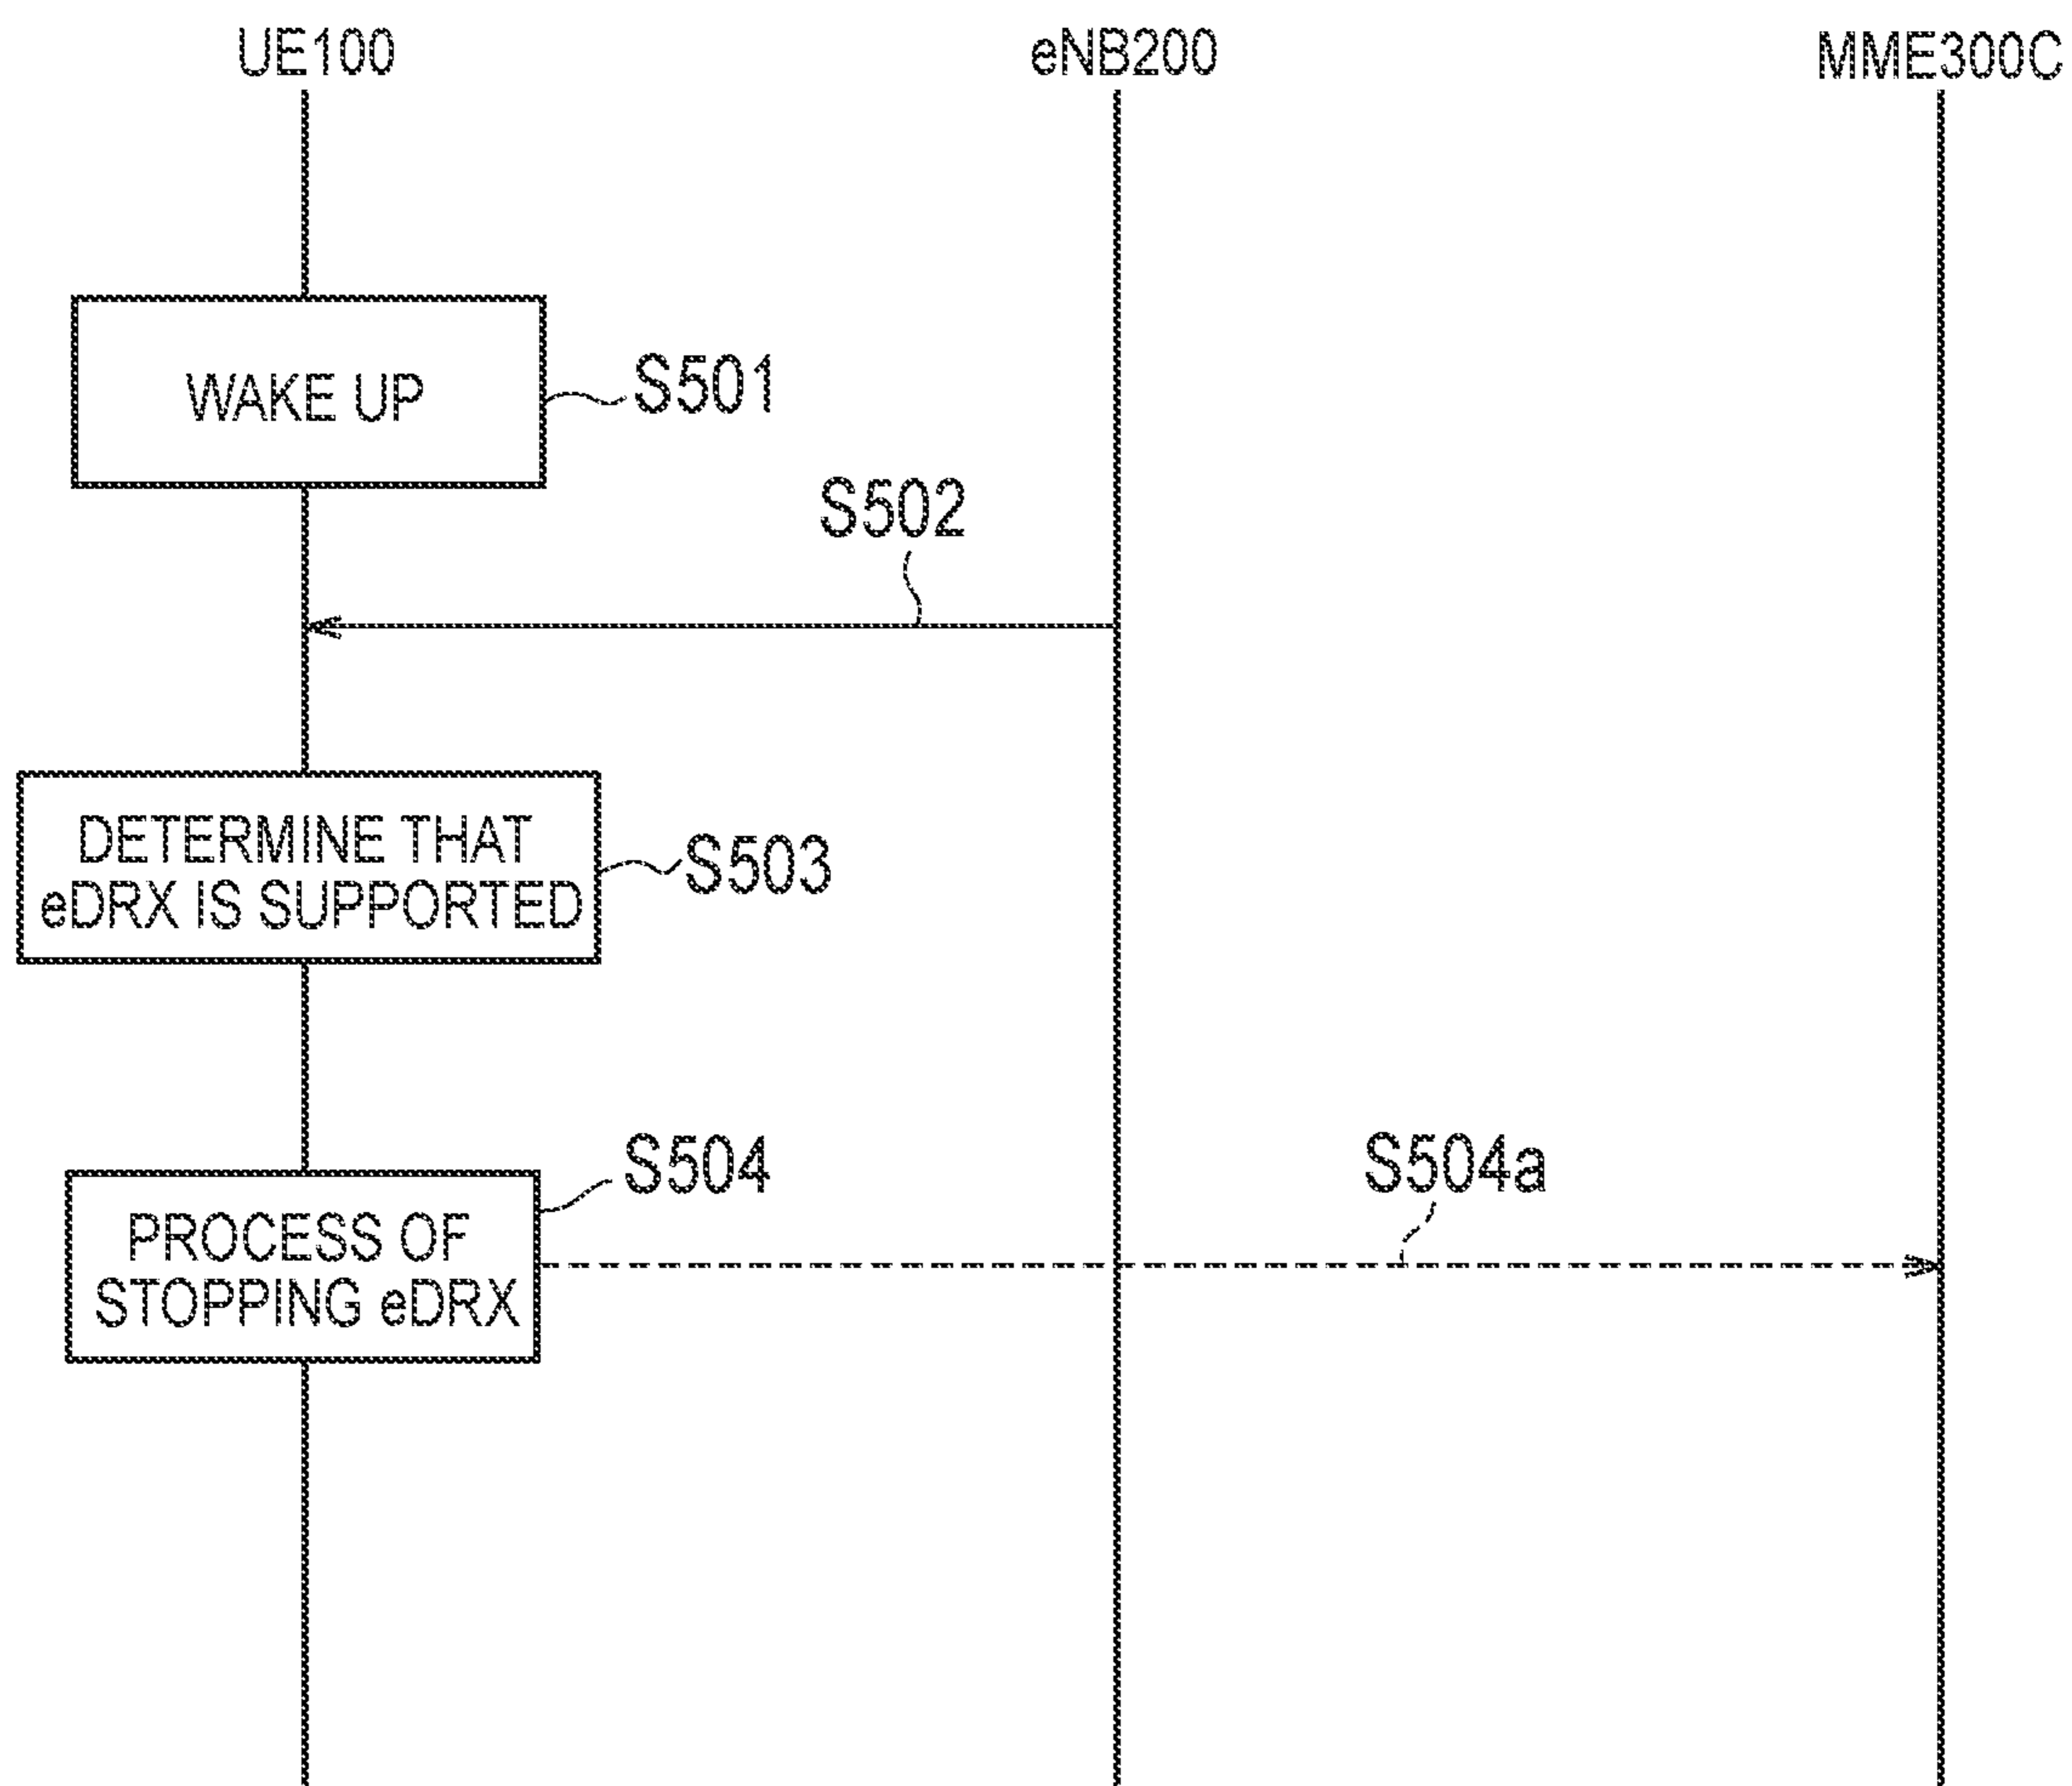 UE100
eNB200
MME300C
WAKE UP
S501
S502
DETERMINE THAT
eDRX IS SUPPORTED
S503
S504
S504a
PROCESS OF
STOPPING eDRX